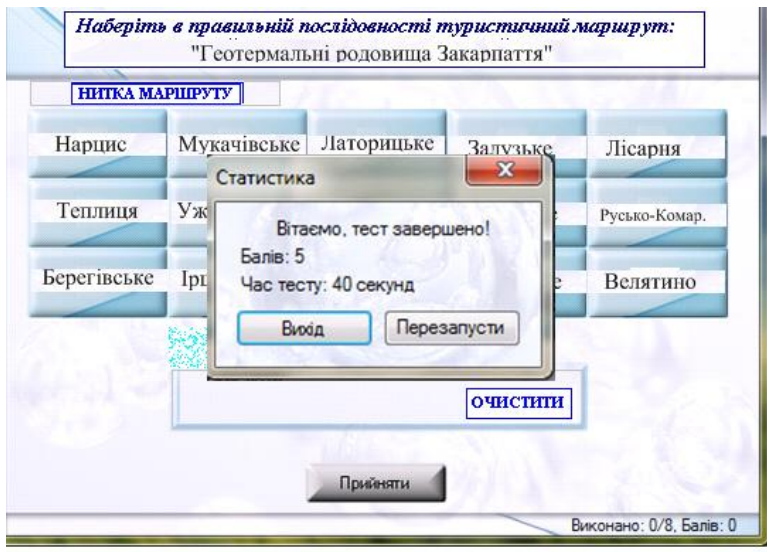 Наберіть в правильній послідовності туристичний маршрут:
"Геотермальні родовища Закарпаття"
НИТКА МАРШРУТУ
Нарцис Мукачівське Латорицьке Залузьке Лісарня
Статистика
Теплиця Русько-Комар.
Вітаємо, тест завершено!
Балів: 5
Берегівське Велятино
Час тесту: 40 секунд
Вихід Перезапусти
ОЧИСТИТИ
Прийняти
Виконано: 0/8, Балів: 0